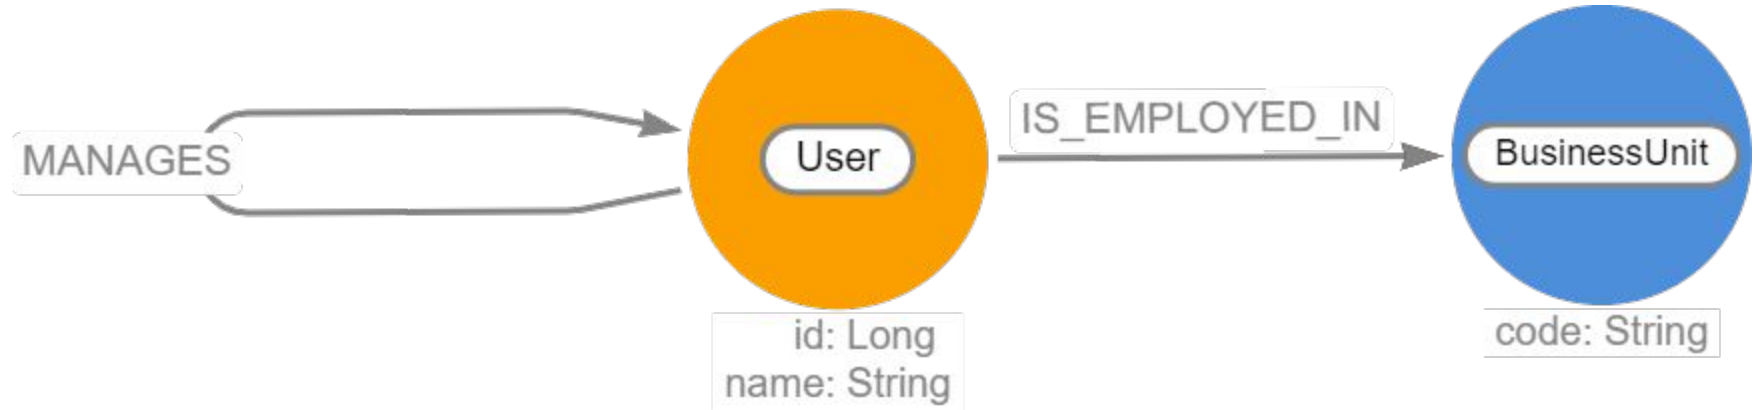 MANAGES
User
IS_EMPLOYED_IN
BusinessUnit
id: Long
name: String
code: String